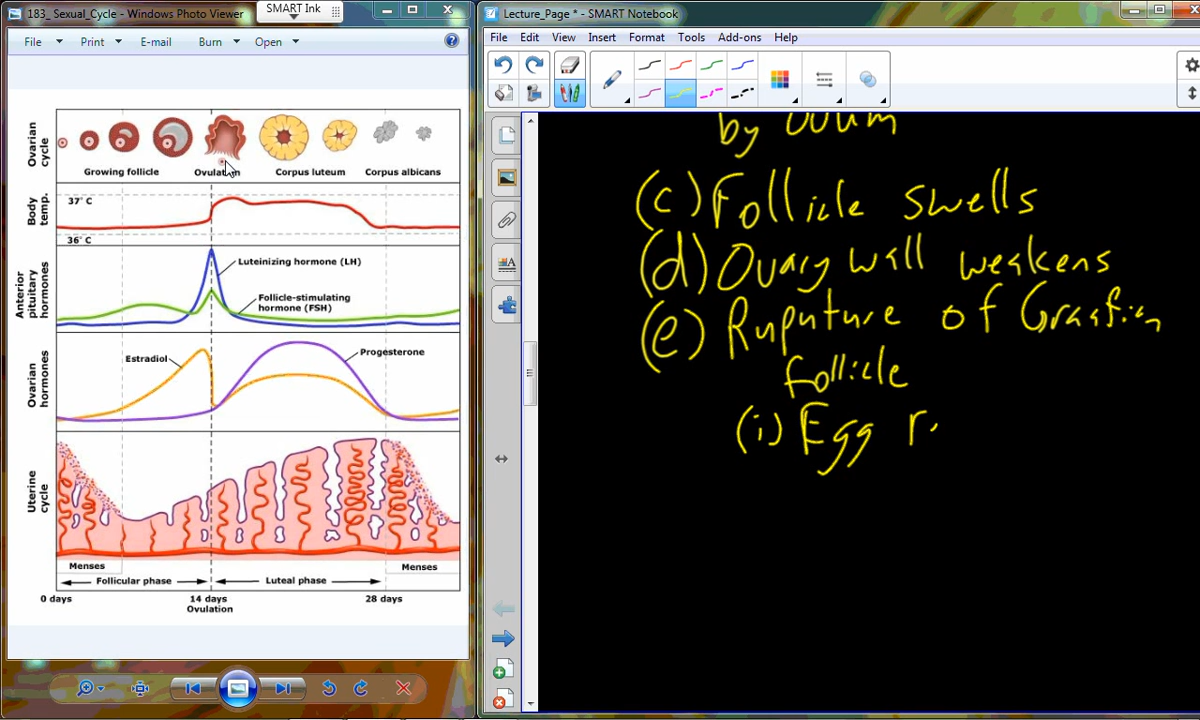 183_ Sexual_Cycle - Windows Photo Viewer
SMART Ink
File Print E-mail Burn Open
Ovarian cycle
Growing follicle Ovulation Corpus luteum Corpus albicans
Body temp.
37° C
36° C
Anterior pituitary hormones
Luteinizing hormone (LH)
Follicle-stimulating
hormone (FSH)
Ovarian hormones
Estradiol
Progesterone
Uterine cycle
Menses Menses
Follicular phase Luteal phase
0 days 14 days 28 days
Ovulation
Lecture_Page * - SMART Notebook
File Edit View Insert Format Tools Add-ons Help
by Ovum
(c) Follicle swells
(d) Ovary wall weakens
(e) Ruputure of Graafian
follicle
(i) Egg r